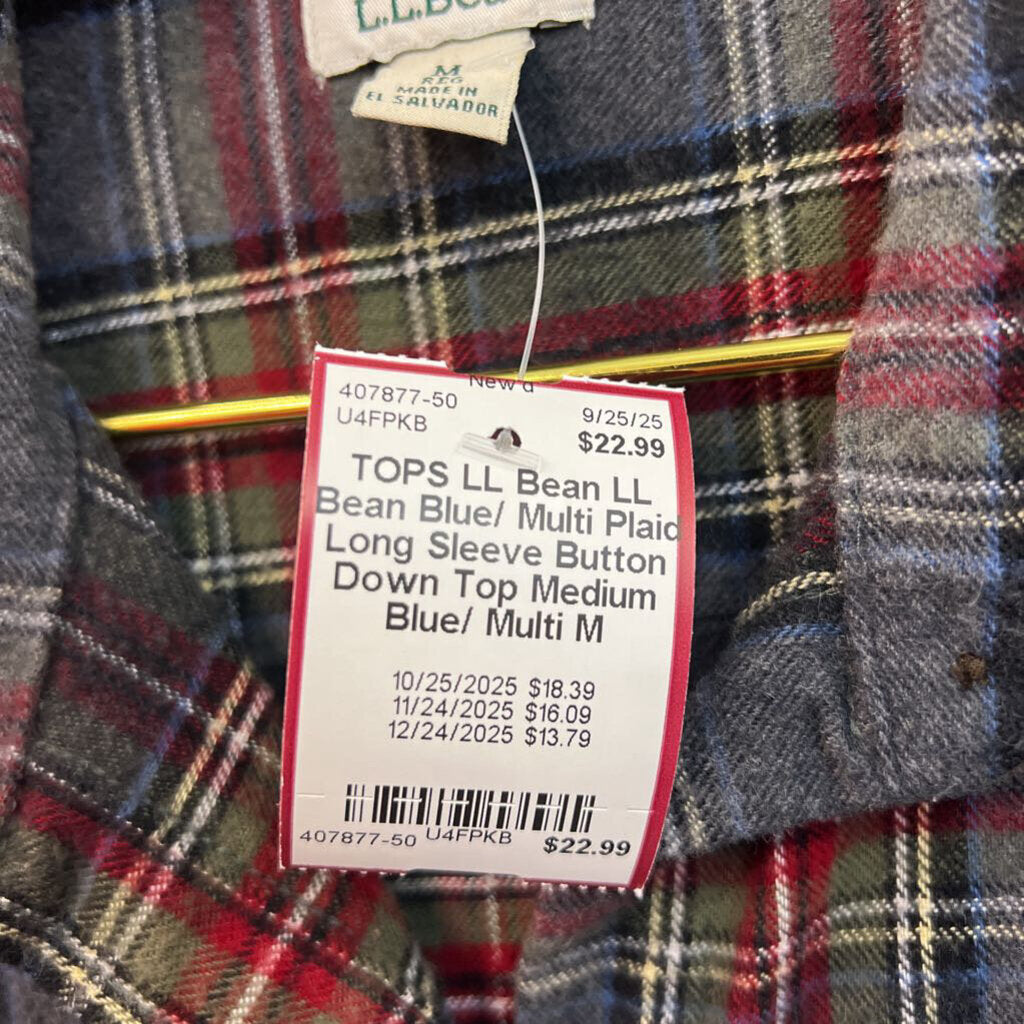 L.L.Bea
M
REG
MADE IN
EL SALVADOR
New'd
407877-50
9/25/25
U4FPKB
$22.99
TOPS LL Bean LL
Bean Blue/ Multi Plaid
Long Sleeve Button
Down Top Medium
Blue/ Multi M
10/25/2025 $18.39
11/24/2025 $16.09
12/24/2025 $13.79
407877-50 U4FPKB $22.99